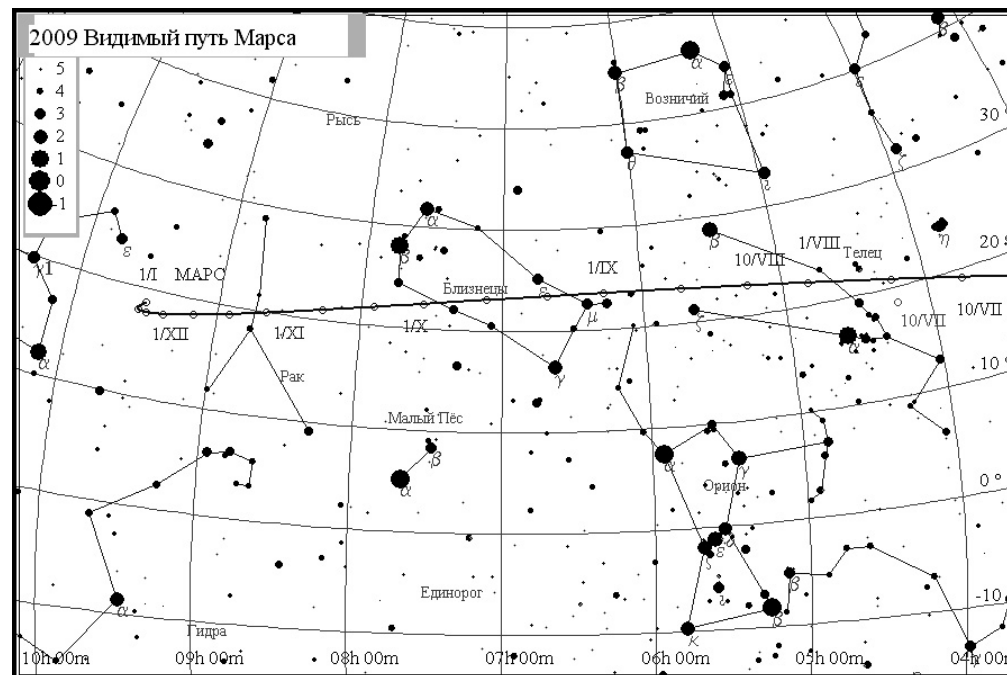 2009 Видимый путь Марса
5
4
3
2
1
0
-1
β
α
ε
β
Возничий
ε
30°
Рысь
θ
ι
ζ
α
β
η
20°
ε
γ1
1/I МАРС
β
Близнецы
ε
1/IX
10/VIII
1/VIII
Телец
10/VII
1/XII
1/XI
1/X
μ
ζ
10/VII
α
α
γ
10°
Рак
Малый Пёс
β
α
α
γ
Орион
0°
δ
ε
ζ
ι
β
β
Единорог
-10
α
Гидра
κ
γ
10h 00m
09h 00m
08h 00m
07h 00m
06h 00m
05h 00m
04h 00m